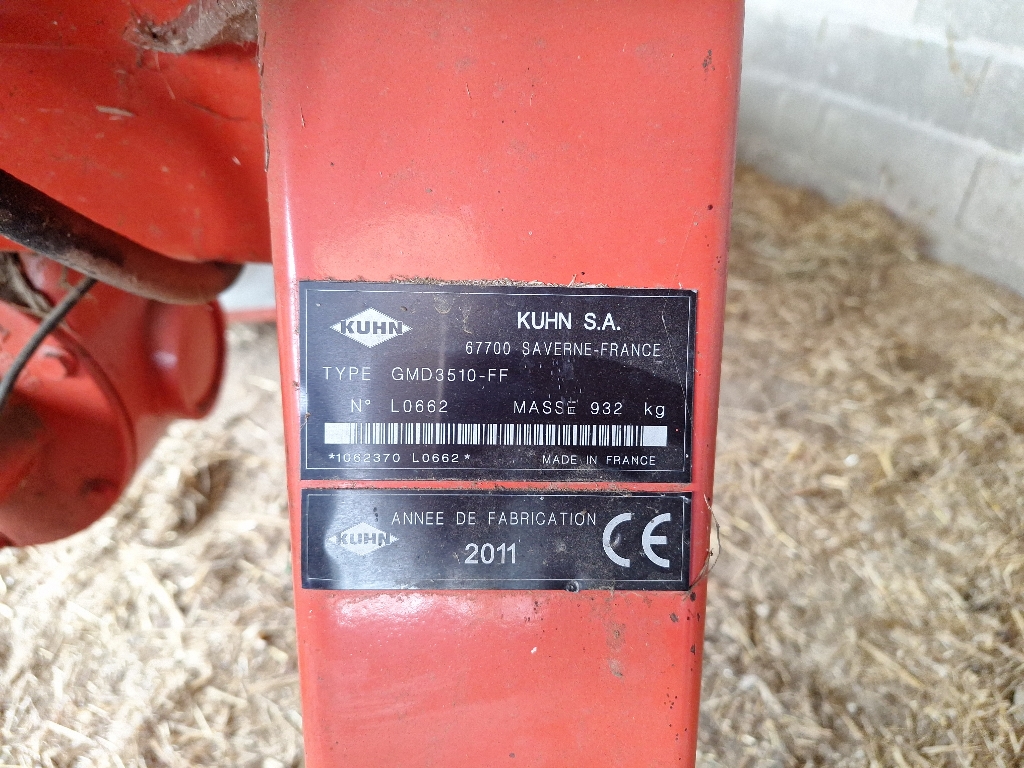 KUHN
KUHN S.A.
67700 SAVERNE-FRANCE
TYPE GMD3510-FF
N° L0662 MASSE 932 kg
*1062370 L0662*
MADE IN FRANCE
KUHN
ANNEE DE FABRICATION
2011
CE